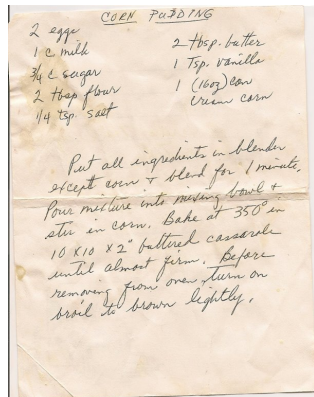 CORN PUDDING
2 eggs
1 c milk
3/4 c sugar
2 tbsp flour
1/4 tsp. salt
2 tbsp. butter
1 Tsp. vanilla
1 (16oz) can
cream corn
Put all ingredients in blender
except corn & blend for 1 minute.
Pour mixture into mixing bowl &
stir in corn. Bake at 350° in
10 x 10 x 2" buttered casserole
until almost firm. Before
removing from oven, turn on
broil to brown lightly.